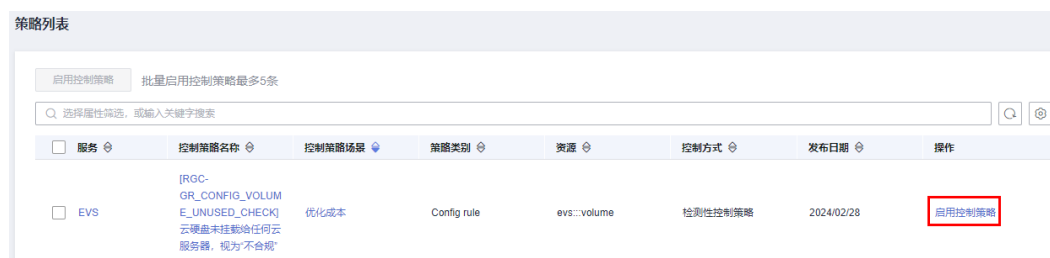 策略列表
启用控制策略 批量启用控制策略最多5条
选择属性筛选，或输入关键字搜索
服务 控制策略名称 控制策略场景 策略类别 资源 控制方式 发布日期 操作
[RGC-
GR_CONFIG_VOLUM
EVS E_UNUSED_CHECK] 优化成本 Config rule evs:::volume 检测性控制策略 2024/02/28 启用控制策略
云硬盘未挂载给任何云
服务器，视为“不合规”